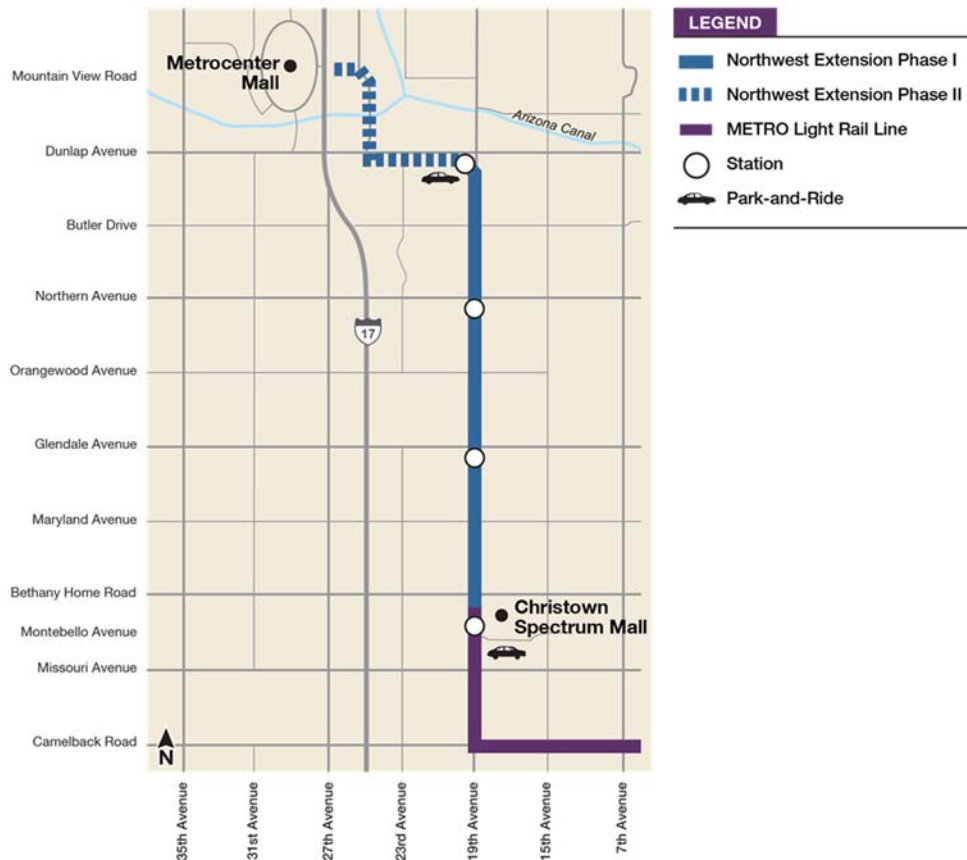 Metrocenter
Mall
Mountain View Road
Arizona Canal
Dunlap Avenue
Butler Drive
Northern Avenue
17
Orangewood Avenue
Glendale Avenue
Maryland Avenue
Bethany Home Road
Christown
Spectrum Mall
Montebello Avenue
Missouri Avenue
Camelback Road
N
35th Avenue
31st Avenue
27th Avenue
23rd Avenue
19th Avenue
15th Avenue
7th Avenue
LEGEND
Northwest Extension Phase I
Northwest Extension Phase II
METRO Light Rail Line
Station
Park-and-Ride